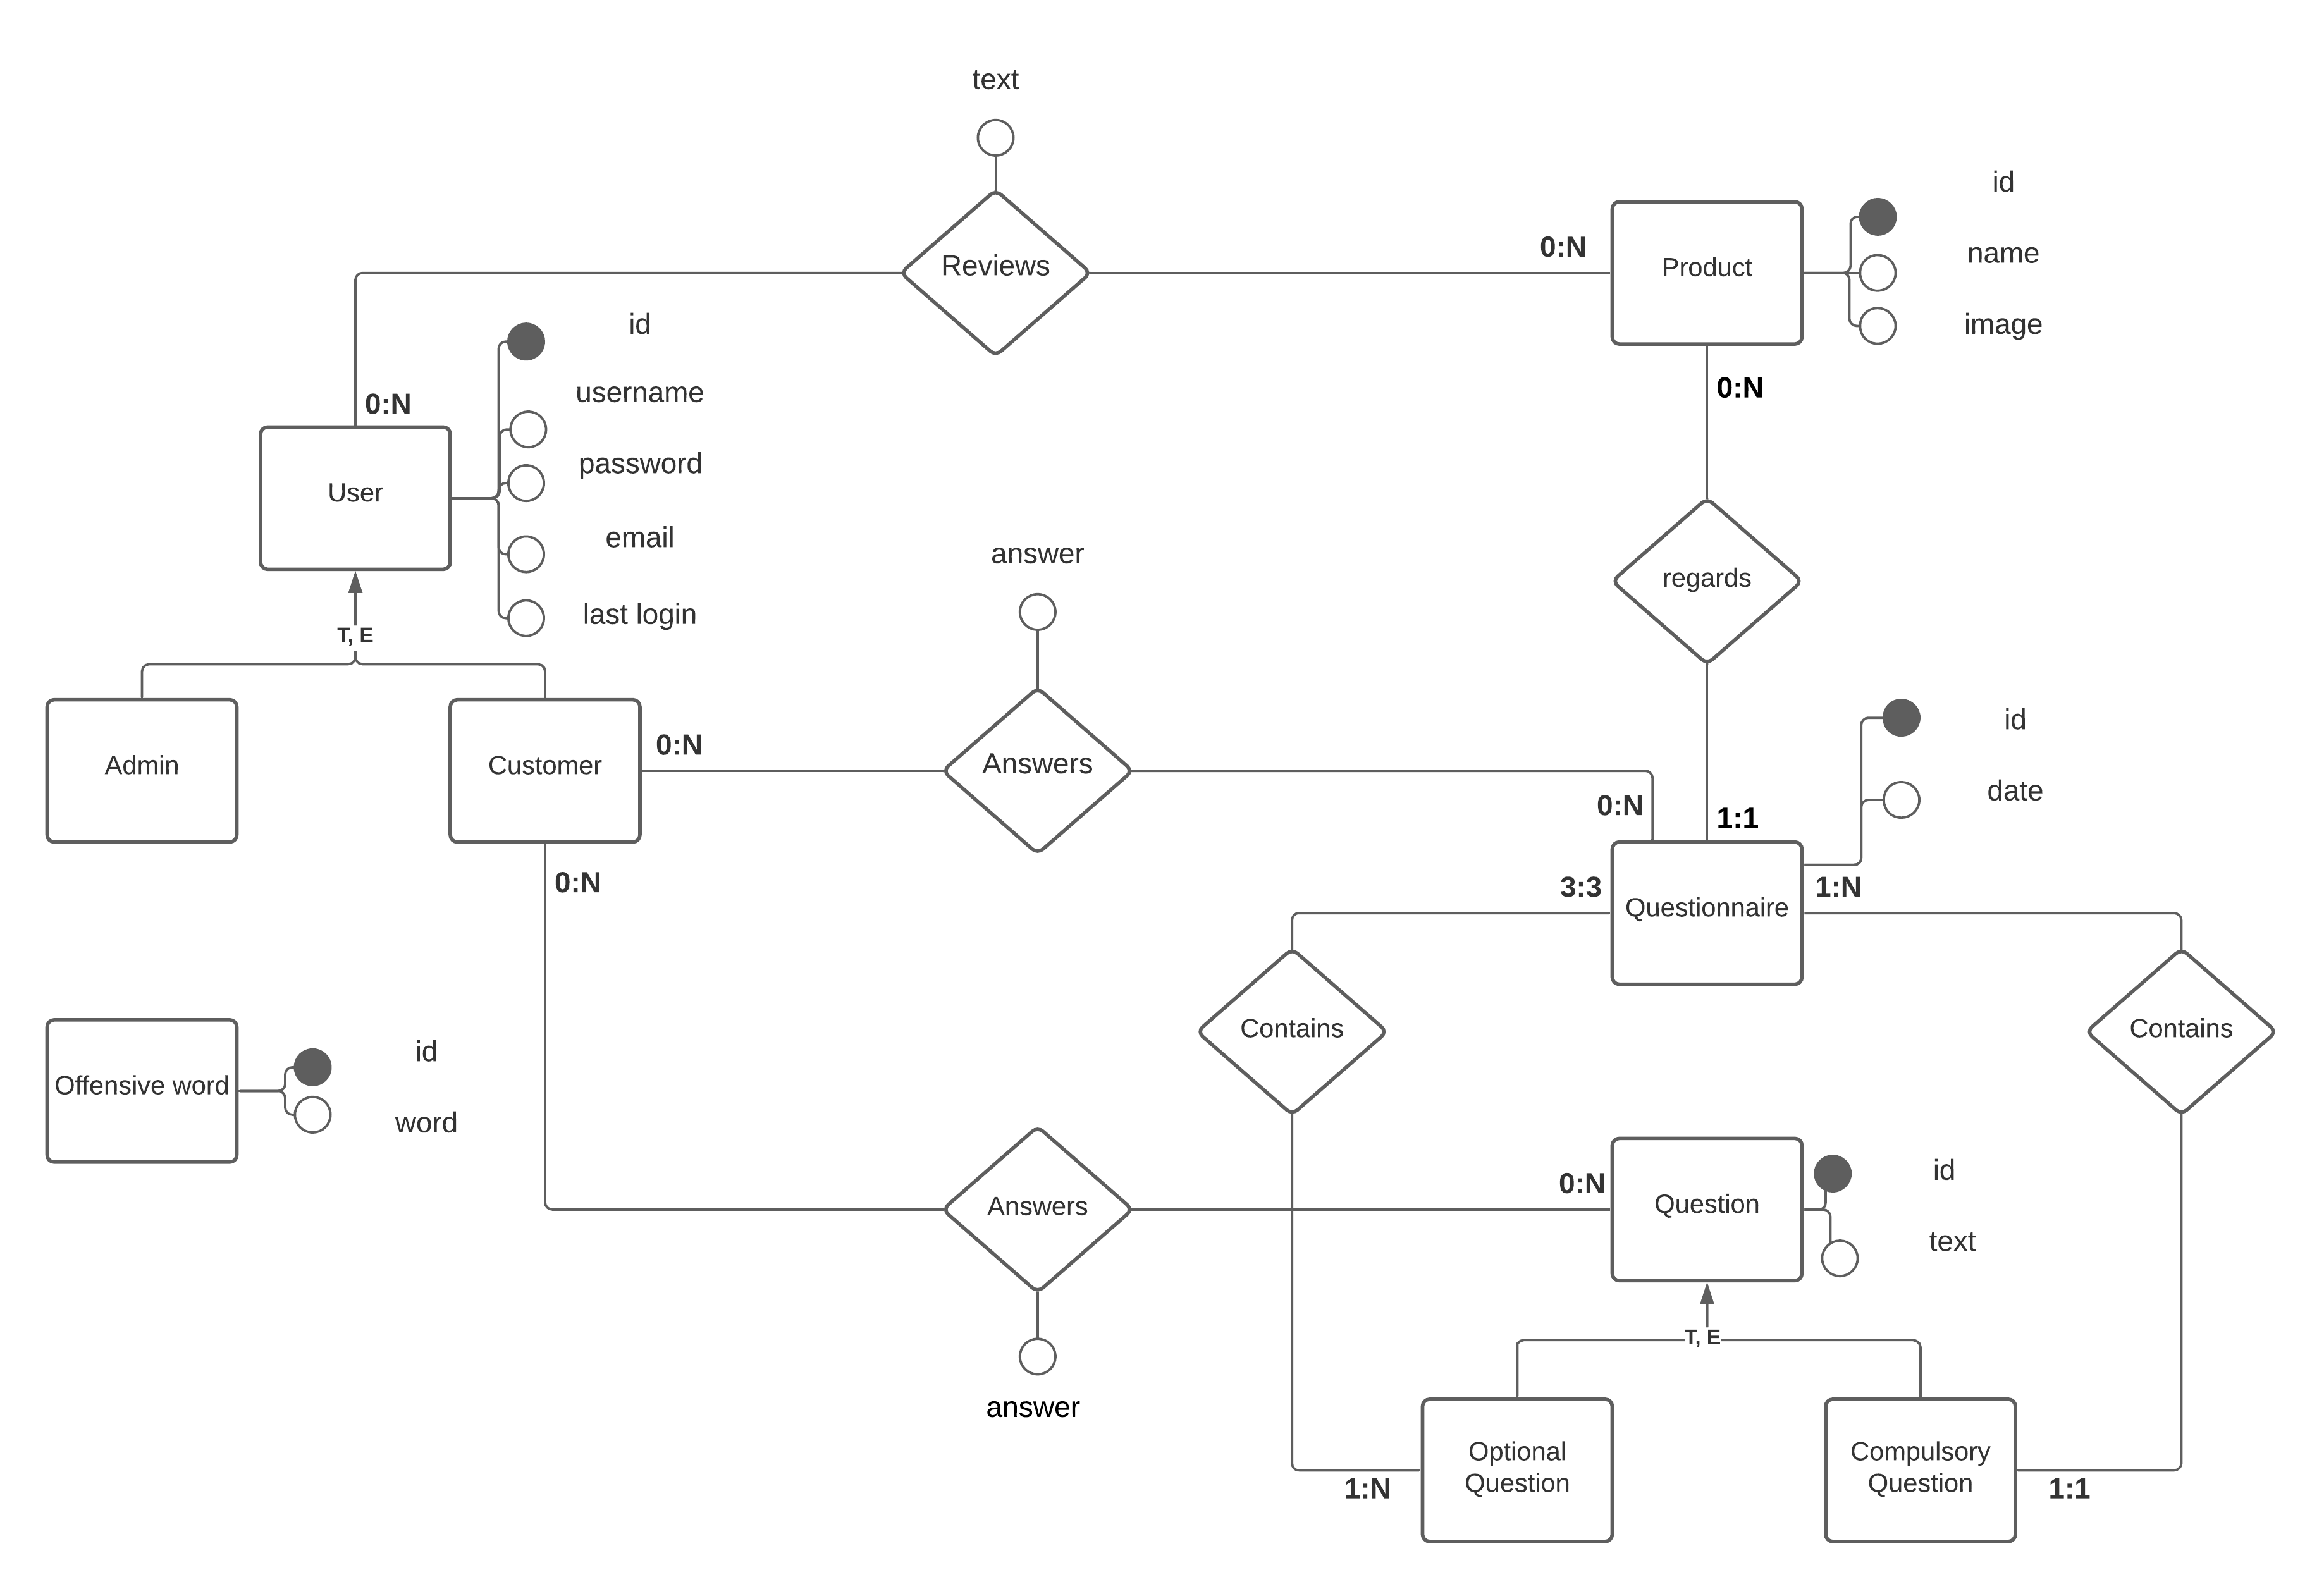 text
id
Product
name
image
Reviews
0:N
0:N
0:N
id
username
password
email
last login
User
T, E
regards
answer
Admin
Customer
0:N
Answers
0:N
1:1
id
date
0:N
3:3
Questionnaire
1:N
Contains
Contains
Offensive word
id
word
Answers
0:N
Question
id
text
answer
T, E
Optional
Question
Compulsory
Question
1:N
1:1